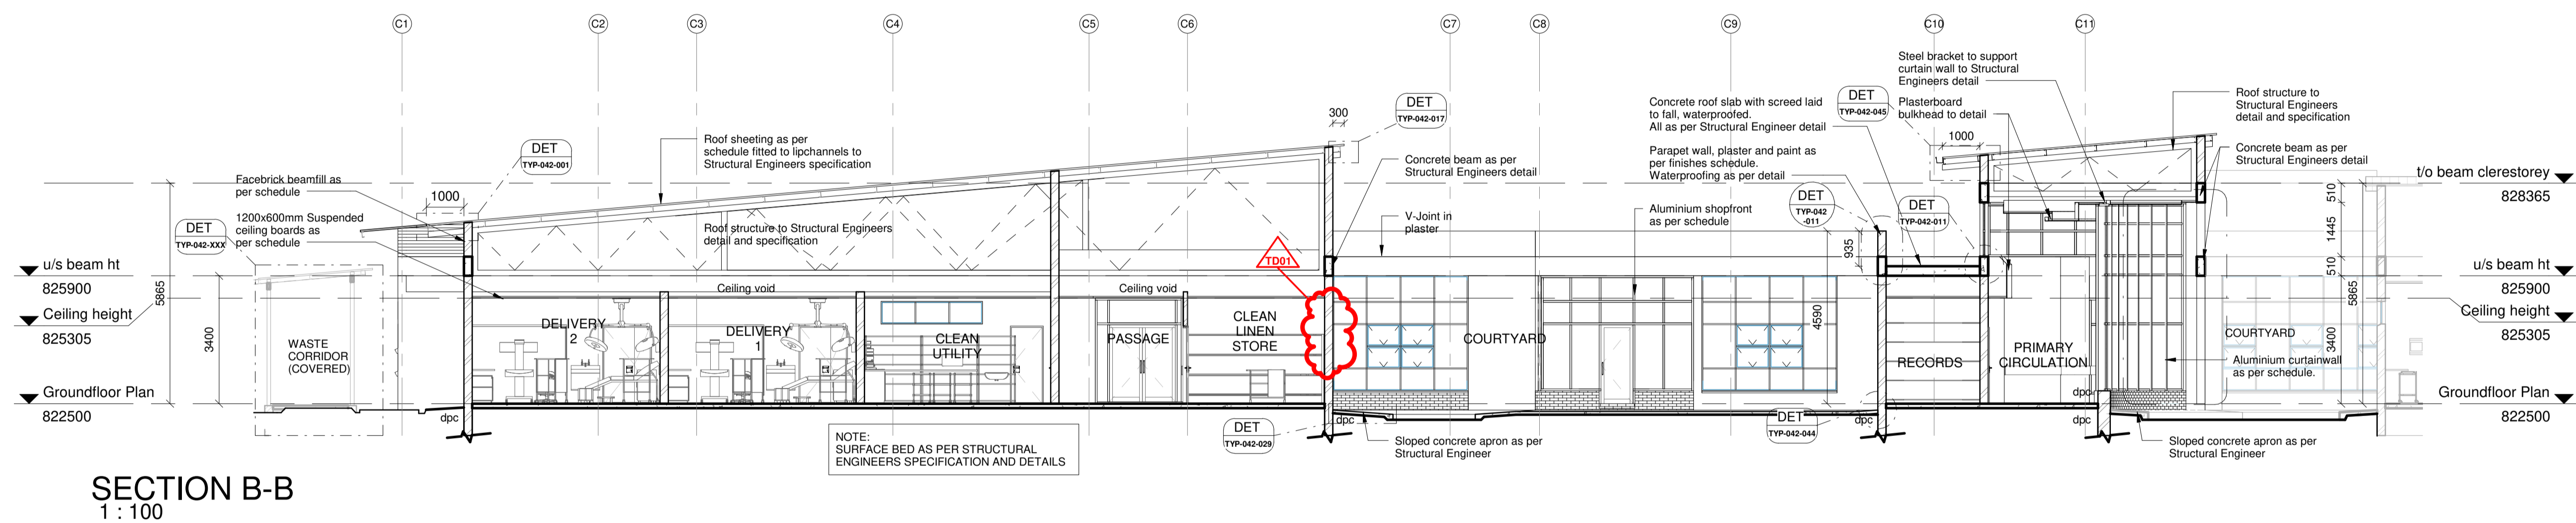 C1
C2
C3
C4
C5
C6
C7
C8
C9
C10
C11
DET
TYP-042-001
Roof sheeting as per
schedule fitted to lipchannels to
Structural Engineers specification
300
DET
TYP-042-017
Concrete beam as per
Structural Engineers detail
Concrete roof slab with screed laid
to fall, waterproofed.
All as per Structural Engineer detail
Parapet wall, plaster and paint as
per finishes schedule.
Waterproofing as per detail
DET
TYP-042-045
Steel bracket to support
curtain wall to Structural
Engineers detail
Plasterboard
bulkhead to detail
1000
Roof structure to
Structural Engineers
detail and specification
Concrete beam as per
Structural Engineers detail
t/o beam clerestorey
828365
Facebrick beamfill as
per schedule
1000
1200x600mm Suspended
ceiling boards as
per schedule
DET
TYP-042-XXX
Roof structure to Structural Engineers
detail and specification
V-Joint in
plaster
Aluminium shopfront
as per schedule
DET
TYP-042
-011
DET
TYP-042-011
TD01
935
510
1445
510
5865
3400
u/s beam ht
825900
Ceiling height
825305
Groundfloor Plan
822500
5865
3400
u/s beam ht
825900
Ceiling height
825305
Groundfloor Plan
822500
Ceiling void
Ceiling void
WASTE
CORRIDOR
(COVERED)
DELIVERY
2
DELIVERY
1
CLEAN
UTILITY
PASSAGE
CLEAN
LINEN
STORE
COURTYARD
4590
RECORDS
PRIMARY
CIRCULATION
COURTYARD
Aluminium curtainwall
as per schedule.
dpc
dpc
dpc
dpc
dpc
dpc
DET
TYP-042-029
DET
TYP-042-044
Sloped concrete apron as per
Structural Engineer
Sloped concrete apron as per
Structural Engineer
NOTE:
SURFACE BED AS PER STRUCTURAL
ENGINEERS SPECIFICATION AND DETAILS
SECTION B-B
1 : 100